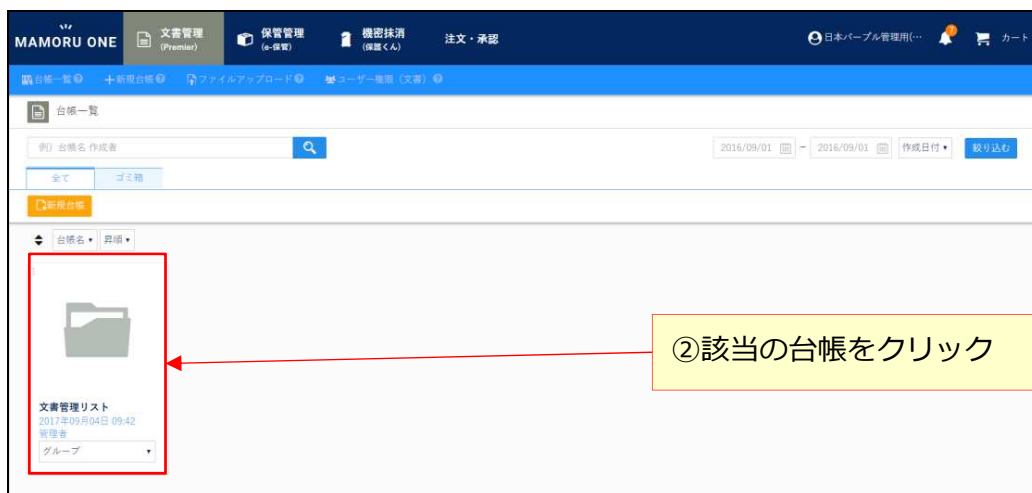 MAMORU ONE
文書管理
(Premier)
保管管理
(e-保管)
機密抹消
(保護くん)
注文・承認
日本パープル管理用(…
カート
台帳一覧
新規台帳
ファイルアップロード
ユーザー権限（文書）
台帳一覧
例）台帳名 作成者
2016/09/01 - 2016/09/01 作成日付 絞り込む
全て ゴミ箱
新規台帳
台帳名 昇順
②該当の台帳をクリック
文書管理リスト
2017年09月04日 09:42
管理者
グループ